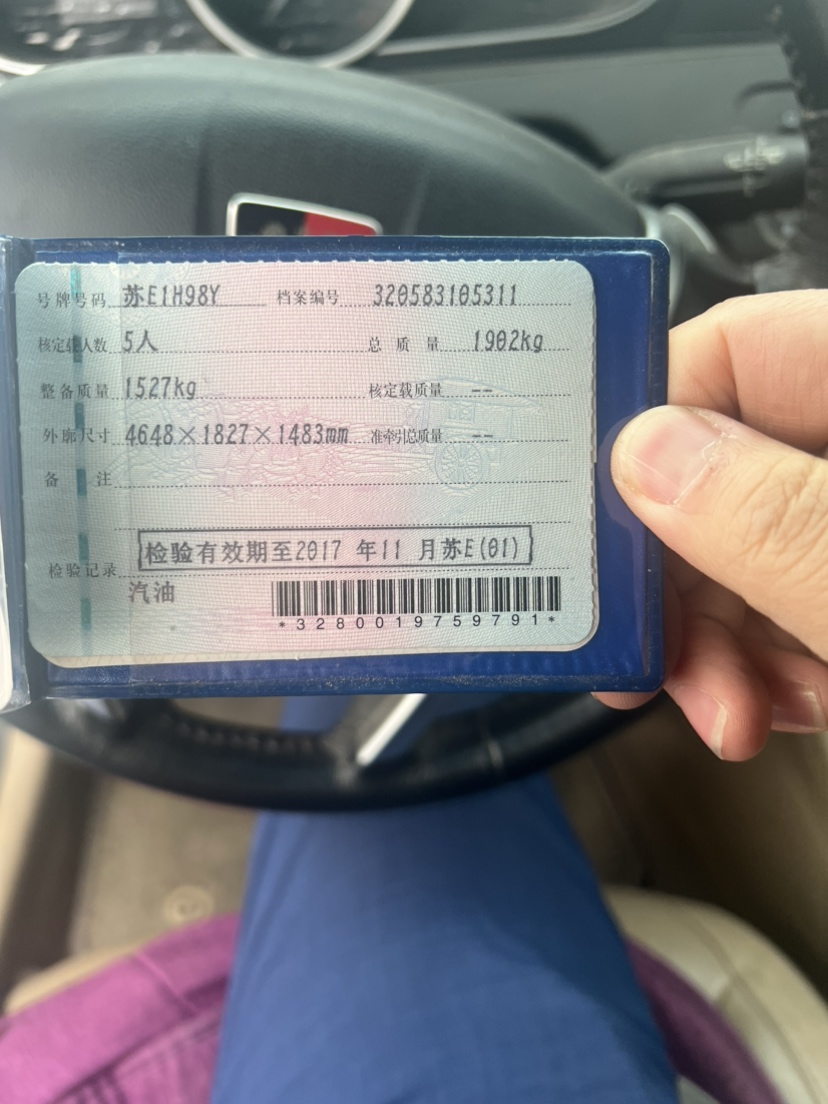 号牌号码 苏E1H98Y 档案编号 320583105311
核定载人数 5人 总质量 1902kg
整备质量 1527kg 核定载质量 --
外廓尺寸 4648×1827×1483mm 准牵引总质量 --
备注
检验记录 检验有效期至2017 年11 月苏E(01)
汽油
*3280019759791*